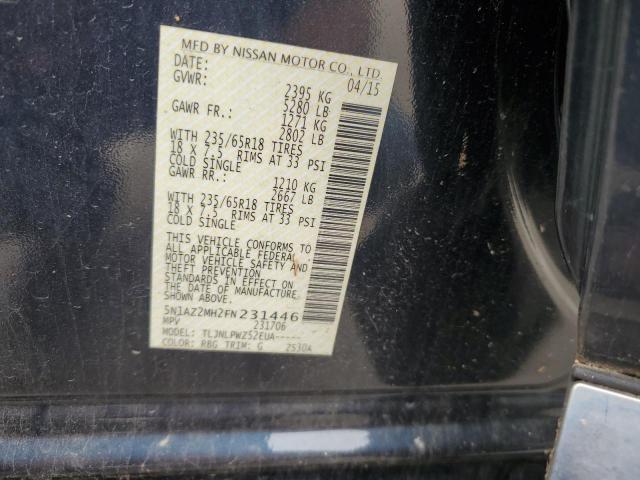 MFD BY NISSAN MOTOR CO., LTD.
DATE: 04/15
GVWR: 2395 KG
5280 LB
GAWR FR.: 1271 KG
2802 LB
WITH 235/65R18 TIRES
18 X 7.5 RIMS AT 33 PSI
COLD SINGLE
GAWR RR.: 1210 KG
2667 LB
WITH 235/65R18 TIRES
18 X 7.5 RIMS AT 33 PSI
COLD SINGLE
THIS VEHICLE CONFORMS TO
ALL APPLICABLE FEDERAL
MOTOR VEHICLE SAFETY AND
THEFT PREVENTION
STANDARDS IN EFFECT ON
THE DATE OF MANUFACTURE
SHOWN ABOVE.
5N1AZ2MH2FN231446
MPV 231706
MODEL: TLJNLPWZ52EUA-----
COLOR: RBG TRIM: G 2530A